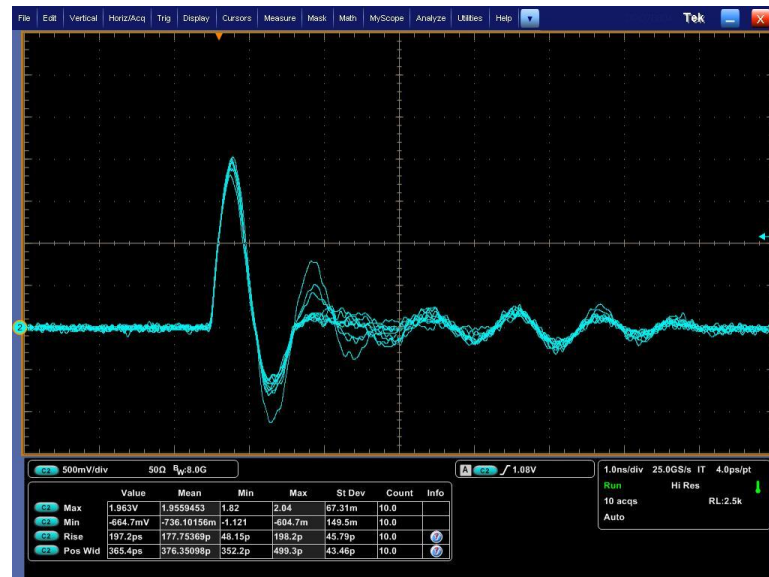 File Edit Vertical Horiz/Acq Trig Display Cursors Measure Mask Math MyScope Analyze Utilities Help Tek X
2
C2 500mV/div 50Ω BW:8.0G
A C2 1.08V
1.0ns/div 25.0GS/s IT 4.0ps/pt
Run Hi Res
10 acqs RL:2.5k
Auto
Value Mean Min Max St Dev Count Info
C2 Max 1.963V 1.9559453 1.82 2.04 67.31m 10.0
C2 Min -664.7mV -736.10156m -1.121 -604.7m 149.5m 10.0
C2 Rise 197.2ps 177.75369p 48.15p 198.2p 45.79p 10.0
C2 Pos Wid 365.4ps 376.35098p 352.2p 499.3p 43.46p 10.0